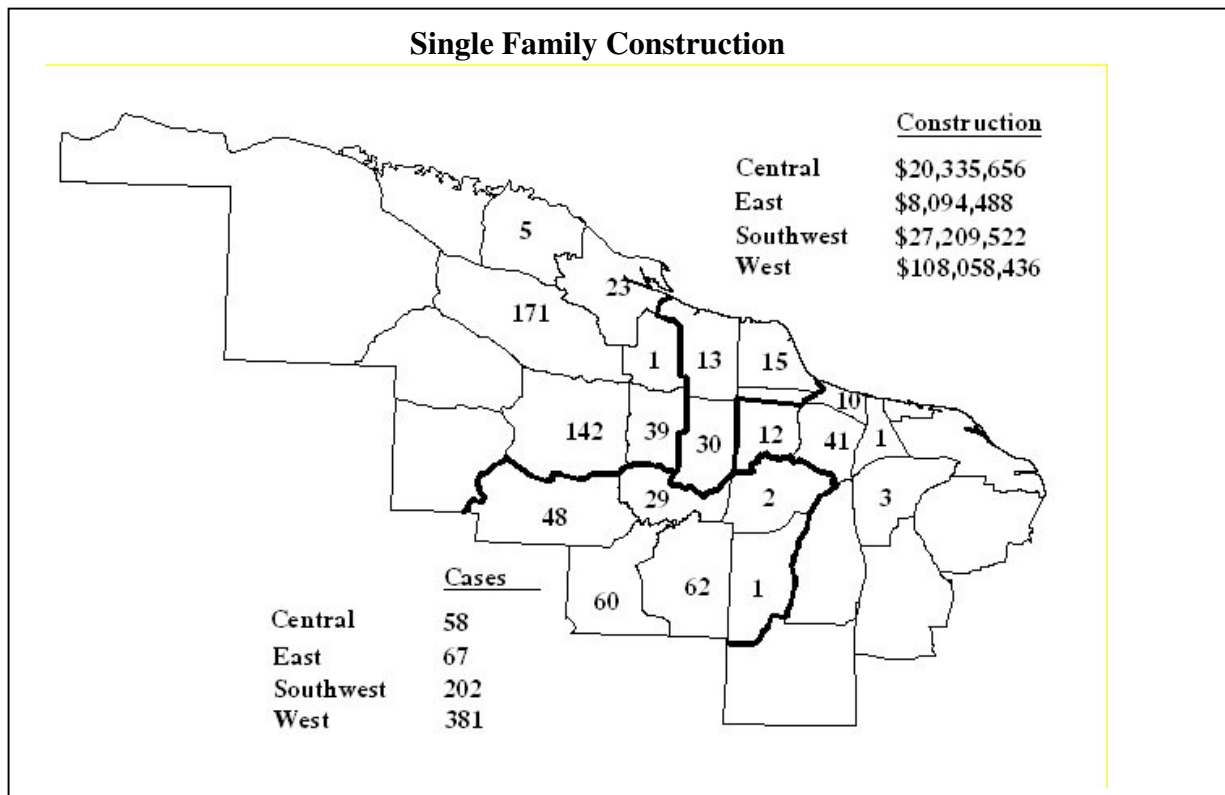 Single Family Construction
Construction
Central $20,335,656
East $8,094,488
Southwest $27,209,522
West $108,058,436
5
23
171
1
13
15
10
142
39
30
12
41
1
29
2
3
48
60
62
1
Cases
Central 58
East 67
Southwest 202
West 381